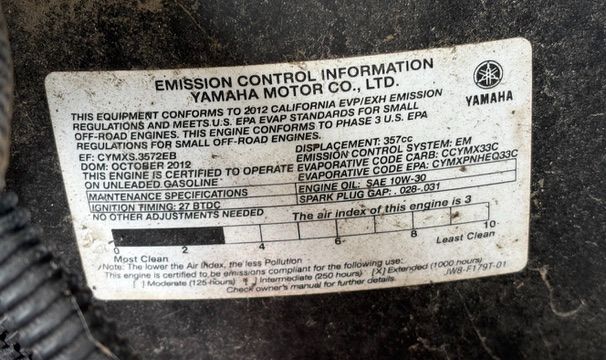 EMISSION CONTROL INFORMATION
YAMAHA MOTOR CO., LTD.
YAMAHA
THIS EQUIPMENT CONFORMS TO 2012 CALIFORNIA EVP/EXH EMISSION
REGULATIONS AND MEETS U.S. EPA EVAP STANDARDS FOR SMALL
OFF-ROAD ENGINES. THIS ENGINE CONFORMS TO PHASE 3 U.S. EPA
REGULATIONS FOR SMALL OFF-ROAD ENGINES.
EF: CYMXS.3572EB
DOM: OCTOBER 2012
THIS ENGINE IS CERTIFIED TO OPERATE
ON UNLEADED GASOLINE
MAINTENANCE SPECIFICATIONS
IGNITION TIMING: 27 BTDC
NO OTHER ADJUSTMENTS NEEDED
DISPLACEMENT: 357cc
EMISSION CONTROL SYSTEM: EM
EVAPORATIVE CODE CARB: CCYMX33C
EVAPORATIVE CODE EPA: CYMXPNHEQ33C
ENGINE OIL: SAE 10W-30
SPARK PLUG GAP: .028-.031
The air index of this engine is 3
0 2 4 6 8 10
Most Clean Least Clean
Note: The lower the Air Index, the less Pollution
This engine is certified to be emissions compliant for the following use:
[ ] Moderate (125 hours) [ ] Intermediate (250 hours) [X] Extended (1000 hours)
Check owner's manual for further details.
JW8-F179T-01